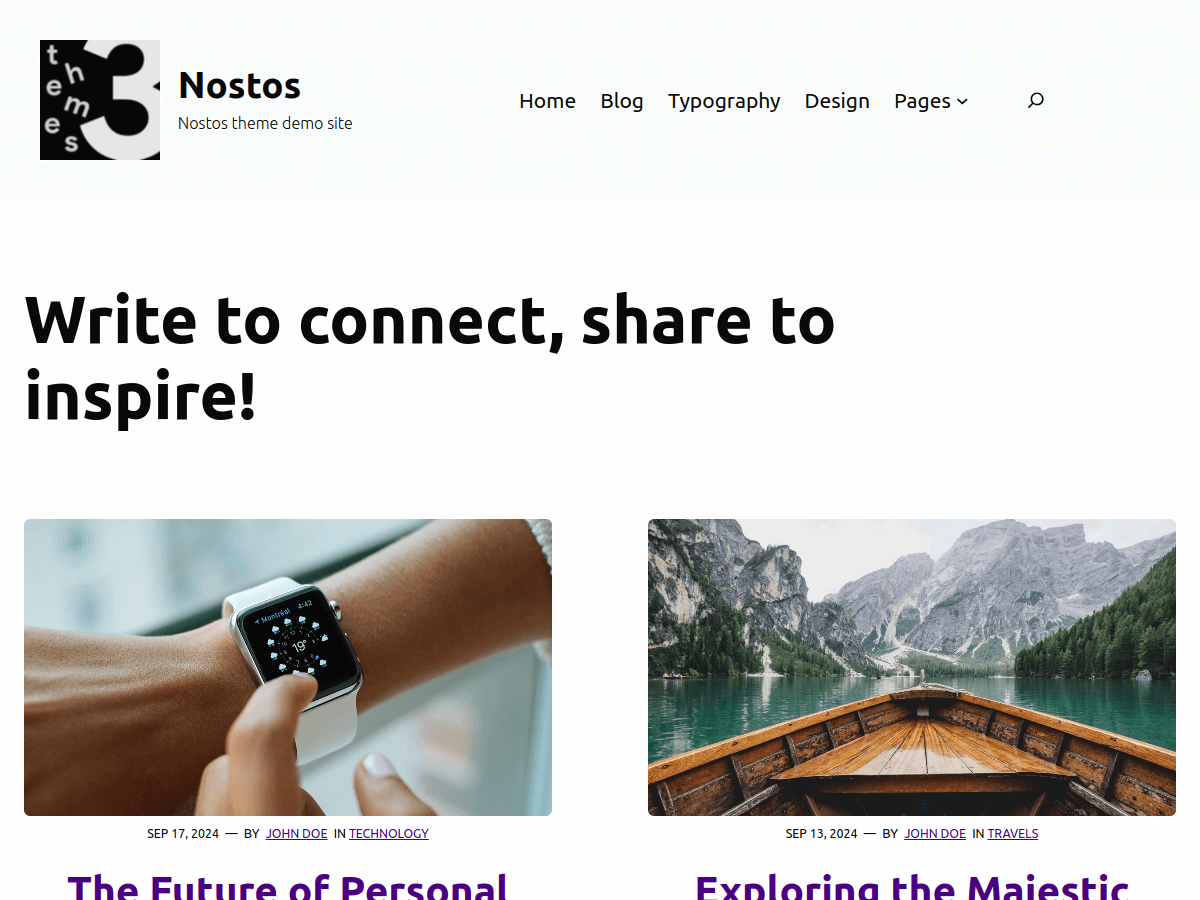 themes
3
Nostos
Nostos theme demo site
Home Blog Typography Design Pages
Write to connect, share to
inspire!
Montréal 4:42
19°
SEP 17, 2024 — BY JOHN DOE IN TECHNOLOGY
SEP 13, 2024 — BY JOHN DOE IN TRAVELS
The Future of Personal
Exploring the Majestic